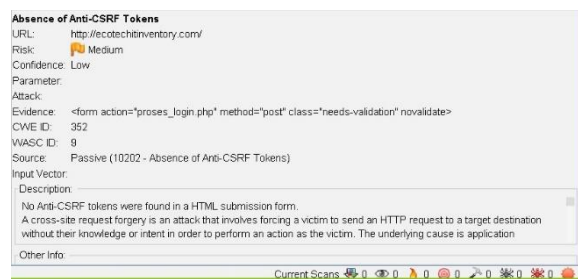 Absence of Anti-CSRF Tokens
URL: http://ecotechitinventory.com/
Risk: Medium
Confidence: Low
Parameter:
Attack:
Evidence: <form action="proses_login.php" method="post" class="needs-validation" novalidate>
CWE ID: 352
WASC ID: 9
Source: Passive (10202 - Absence of Anti-CSRF Tokens)
Input Vector:
Description:
No Anti-CSRF tokens were found in a HTML submission form.
A cross-site request forgery is an attack that involves forcing a victim to send an HTTP request to a target destination
without their knowledge or intent in order to perform an action as the victim. The underlying cause is application
Other Info:
Current Scans 0 0 0 0 0 0 0